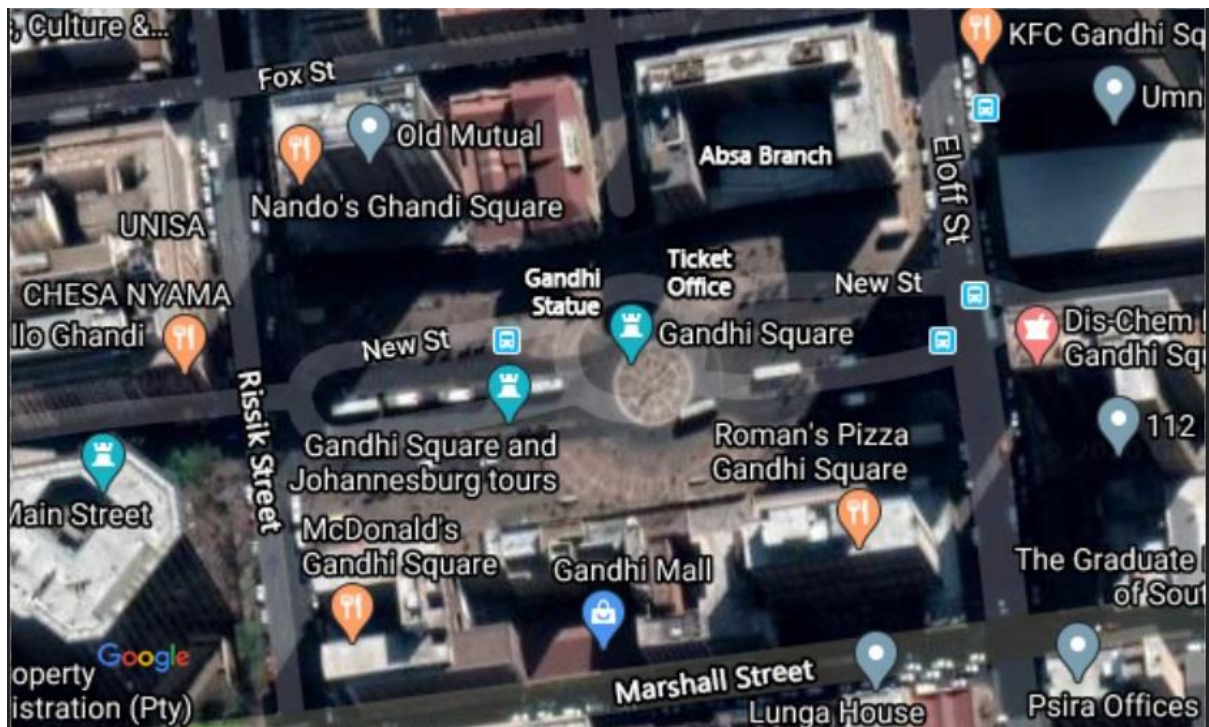 , Culture &...
KFC Gandhi Sq
Fox St
Umn
Old Mutual
Absa Branch
Eloff St
Nando's Ghandi Square
UNISA
Ticket
Office
Gandhi
Statue
New St
CHESA NYAMA
llo Ghandi
Gandhi Square
Dis-Chem
Gandhi Squ
New St
Rissik Street
Gandhi Square and
Johannesburg tours
Roman's Pizza
Gandhi Square
112
Main Street
McDonald's
Gandhi Square
Gandhi Mall
The Graduate
of Sout
Google
operty
istration (Pty)
Marshall Street
Lunga House
Psira Offices